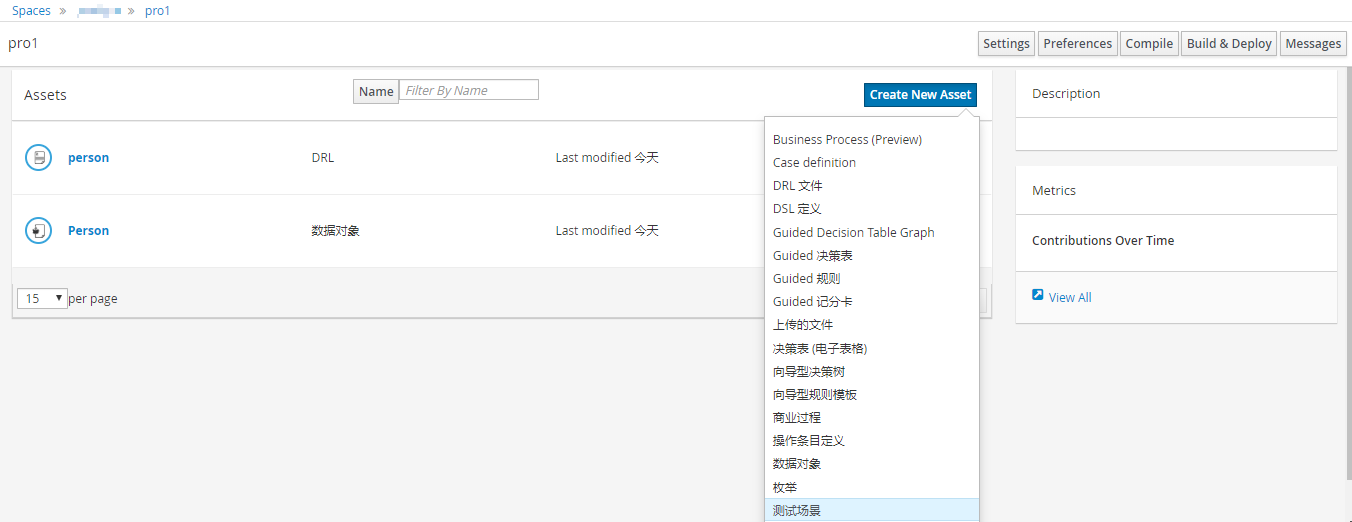 Spaces » » pro1
pro1 Settings Preferences Compile Build & Deploy Messages
Assets Name Filter By Name Create New Asset
Description
person DRL Last modified 今天
Person 数据对象 Last modified 今天
15 per page
Business Process (Preview)
Case definition
DRL 文件
DSL 定义
Guided Decision Table Graph
Guided 决策表
Guided 规则
Guided 记分卡
上传的文件
决策表 (电子表格)
向导型决策树
向导型规则模板
商业过程
操作条目定义
数据对象
枚举
测试场景
Metrics
Contributions Over Time
View All